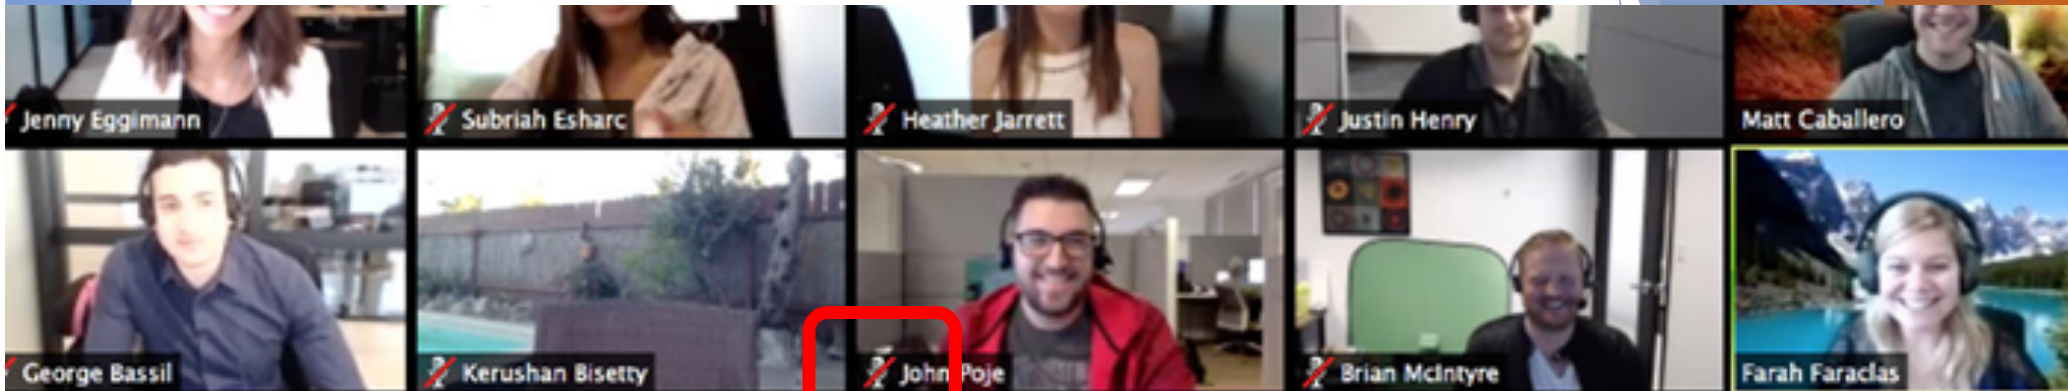 Jenny Eggimann
Subriah Esharc
Heather Jarrett
Justin Henry
Matt Caballero
George Bassil
Kerushan Bisetty
John Poje
Brian McIntyre
Farah Faraclas